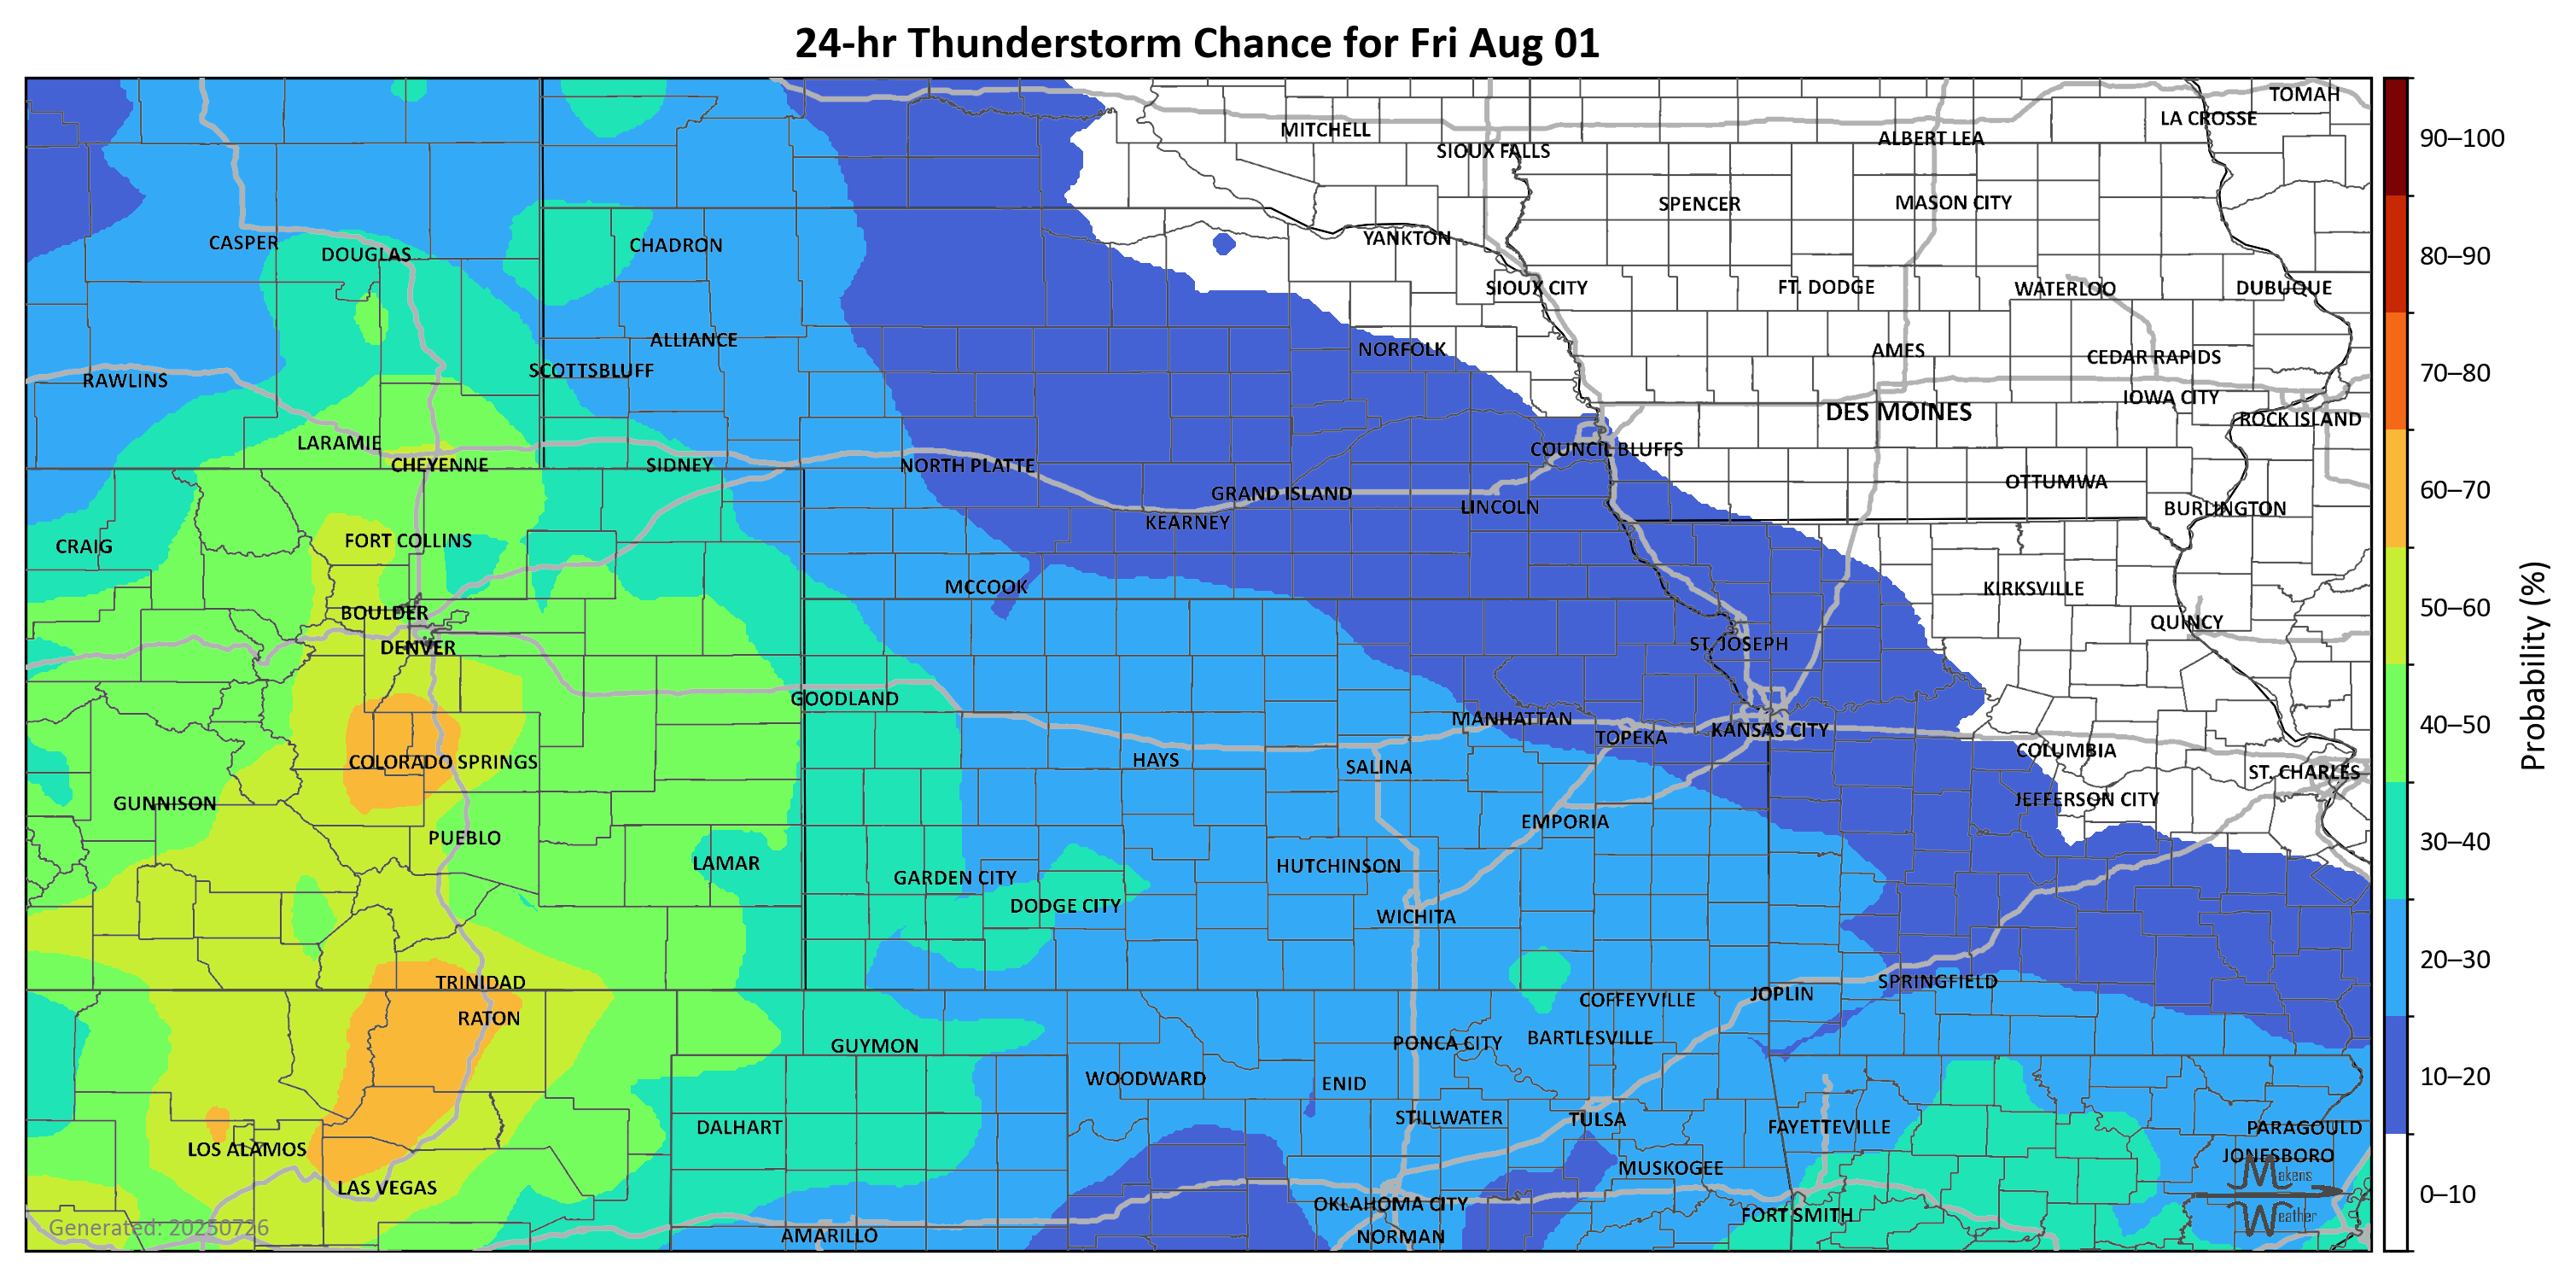 24-hr Thunderstorm Chance for Fri Aug 01
TOMAH
LA CROSSE
MITCHELL
ALBERT LEA
90–100
SIOUX FALLS
SPENCER
MASON CITY
CASPER
DOUGLAS
CHADRON
YANKTON
80–90
SIOUX CITY
FT. DODGE
WATERLOO
DUBUQUE
ALLIANCE
NORFOLK
AMES
CEDAR RAPIDS
RAWLINS
SCOTTSBLUFF
70–80
IOWA CITY
DES MOINES
ROCK ISLAND
LARAMIE
COUNCIL BLUFFS
CHEYENNE
SIDNEY
NORTH PLATTE
OTTUMWA
GRAND ISLAND
60–70
LINCOLN
BURLINGTON
KEARNEY
CRAIG
FORT COLLINS
MCCOOK
KIRKSVILLE
BOULDER
50–60
QUINCY
DENVER
ST. JOSEPH
GOODLAND
MANHATTAN
TOPEKA
KANSAS CITY
40–50
COLUMBIA
COLORADO SPRINGS
HAYS
SALINA
ST. CHARLES
Probability (%)
GUNNISON
JEFFERSON CITY
PUEBLO
EMPORIA
30–40
LAMAR
GARDEN CITY
HUTCHINSON
DODGE CITY
WICHITA
20–30
TRINIDAD
SPRINGFIELD
COFFEYVILLE
JOPLIN
RATON
GUYMON
PONCA CITY
BARTLESVILLE
WOODWARD
ENID
10–20
DALHART
STILLWATER
TULSA
FAYETTEVILLE
PARAGOULD
LOS ALAMOS
JONESBORO
MUSKOGEE
Makens
LAS VEGAS
OKLAHOMA CITY
0–10
FORT SMITH
Weather
Generated: 20250726
AMARILLO
NORMAN